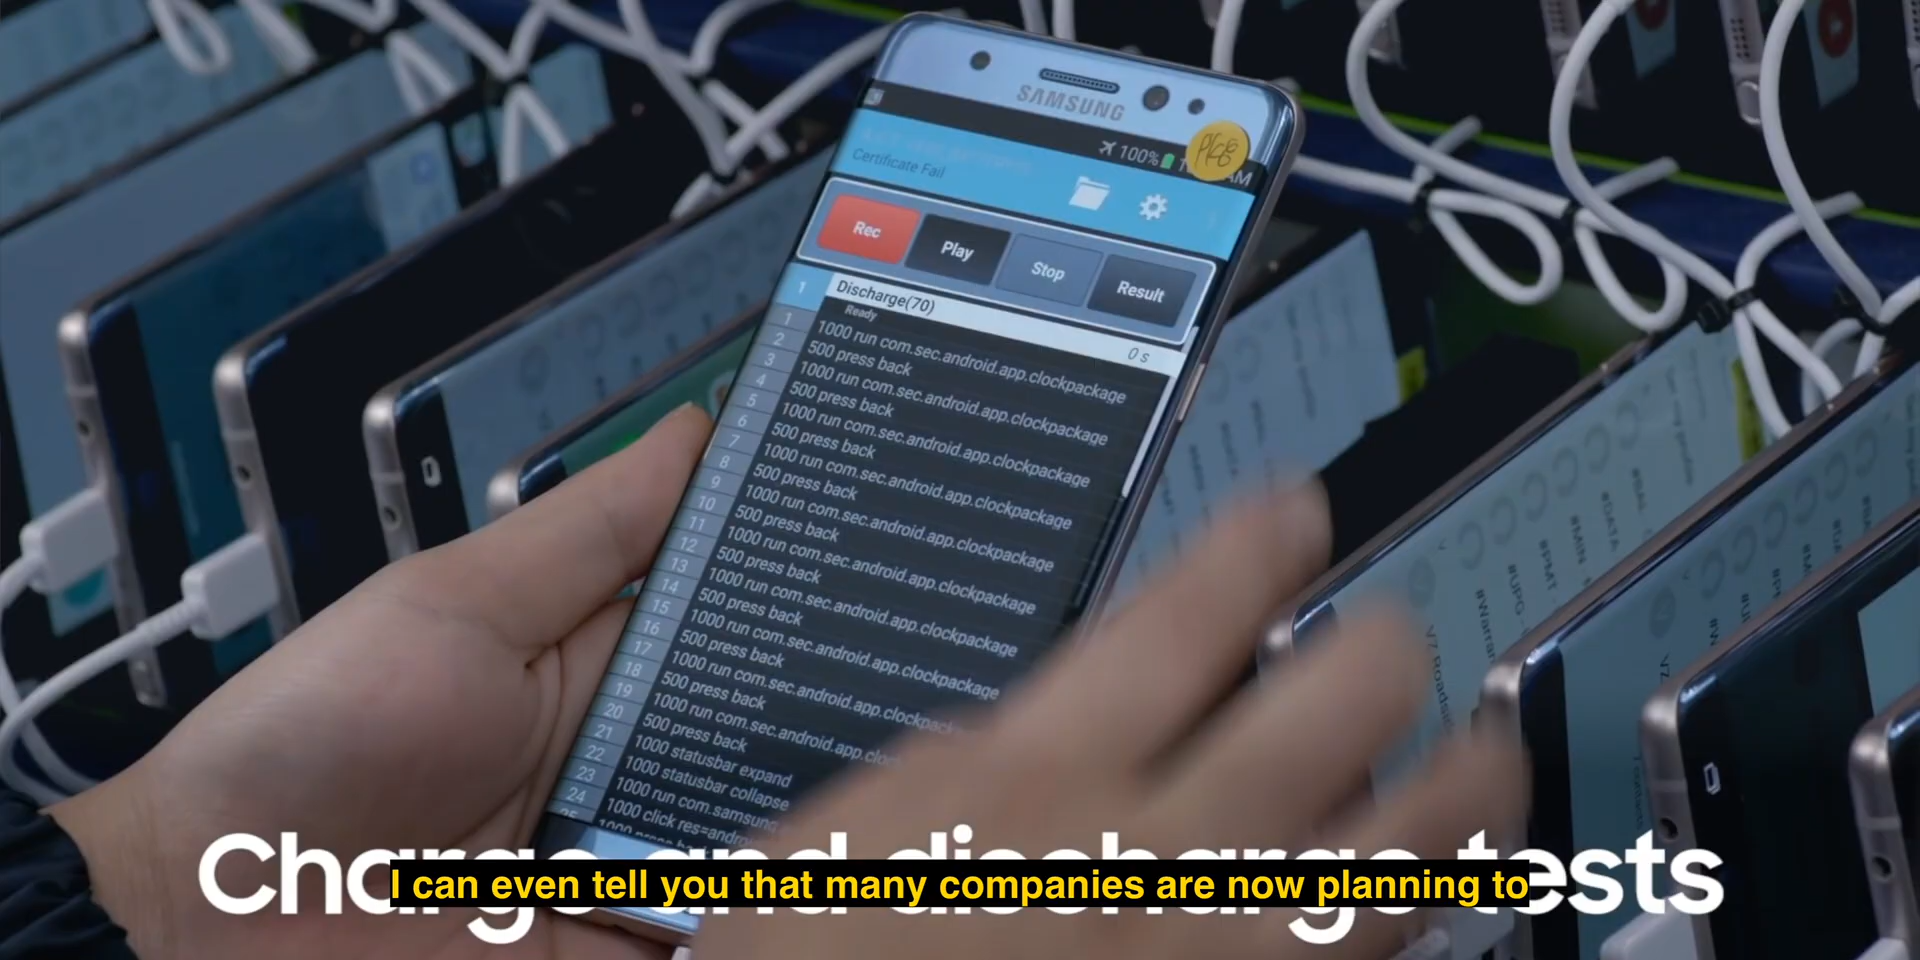 SAMSUNG
100%
Certificate Fail
Rec
Play
Stop
Result
1 Discharge(70)
Ready
0 s
1 1000 run com.sec.android.app.clockpackage
2 500 press back
3 1000 run com.sec.android.app.clockpackage
4 500 press back
5 1000 run com.sec.android.app.clockpackage
6 500 press back
7 1000 run com.sec.android.app.clockpackage
8 500 press back
9 1000 run com.sec.android.app.clockpackage
10 500 press back
11 1000 run com.sec.android.app.clockpackage
12 500 press back
13 1000 run com.sec.android.app.clockpackage
14 500 press back
15 1000 run com.sec.android.app.clockpackage
16 500 press back
17 1000 run com.sec.android.app.clockpackage
18 500 press back
19 1000 run com.sec.android.app
20 500 press back
21 1000 statusbar expand
22 1000 statusbar collapse
23 1000 run com.samsung
24 1000 click res=andro
Charge and discharge tests
I can even tell you that many companies are now planning to